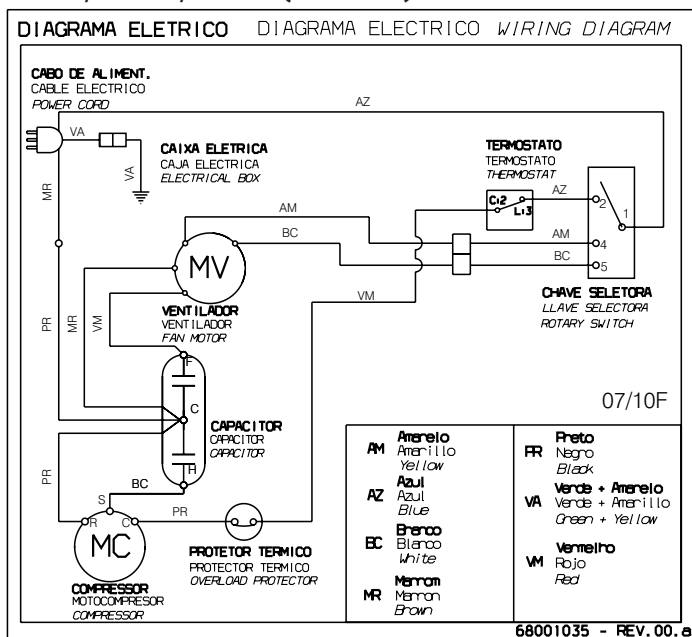 DIAGRAMA ELETRICO DIAGRAMA ELECTRICO WIRING DIAGRAM
CABO DE ALIMENT.
CABLE ELECTRICO
POWER CORD
AZ
VA
CAIXA ELETRICA
CAJA ELECTRICA
ELECTRICAL BOX
VA
MR
TERMOSTATO
TERMOSTATO
THERMOSTAT
C:2
L:3
AZ
2
1
AM
AM
4
BC
BC
5
MV
VENTILADOR
VENTILADOR
FAN MOTOR
VM
CHAVE SELETORA
LLAVE SELECTORA
ROTARY SWITCH
PR
MR
VM
F
C
H
CAPACITOR
CAPACITOR
CAPACITOR
07/10F
PR
BC
S
R
C
PR
MC
PROTETOR TERMICO
PROTECTOR TERMICO
OVERLOAD PROTECTOR
COMPRESSOR
MOTOCOMPRESOR
COMPRESSOR
AM
Amarelo
Amarillo
Yellow
AZ
Azul
Azul
Blue
BC
Branco
Blanco
White
MR
Marrom
Marron
Brown
PR
Preto
Negro
Black
VA
Verde + Amarelo
Verde + Amarillo
Green + Yellow
VM
Vermelho
Rojo
Red
68001035 - REV.00.a